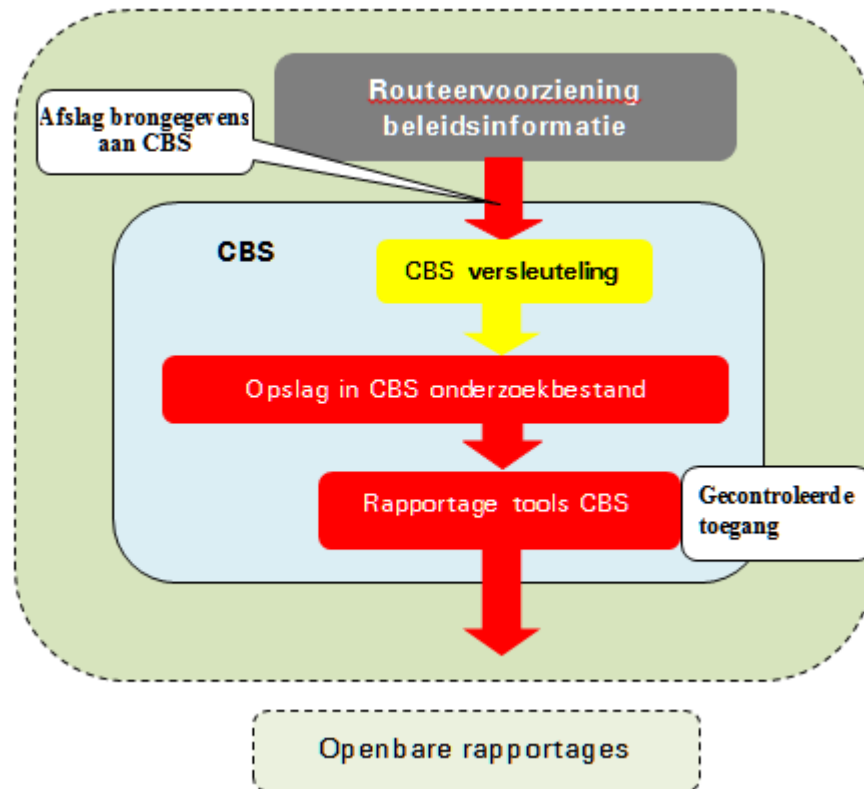 Routeervoorziening
beleidsinformatie
Afslag brongegevens
aan CBS
CBS
CBS versleuteling
Opslag in CBS onderzoekbestand
Rapportage tools CBS
Gecontroleerde
toegang
Openbare rapportages